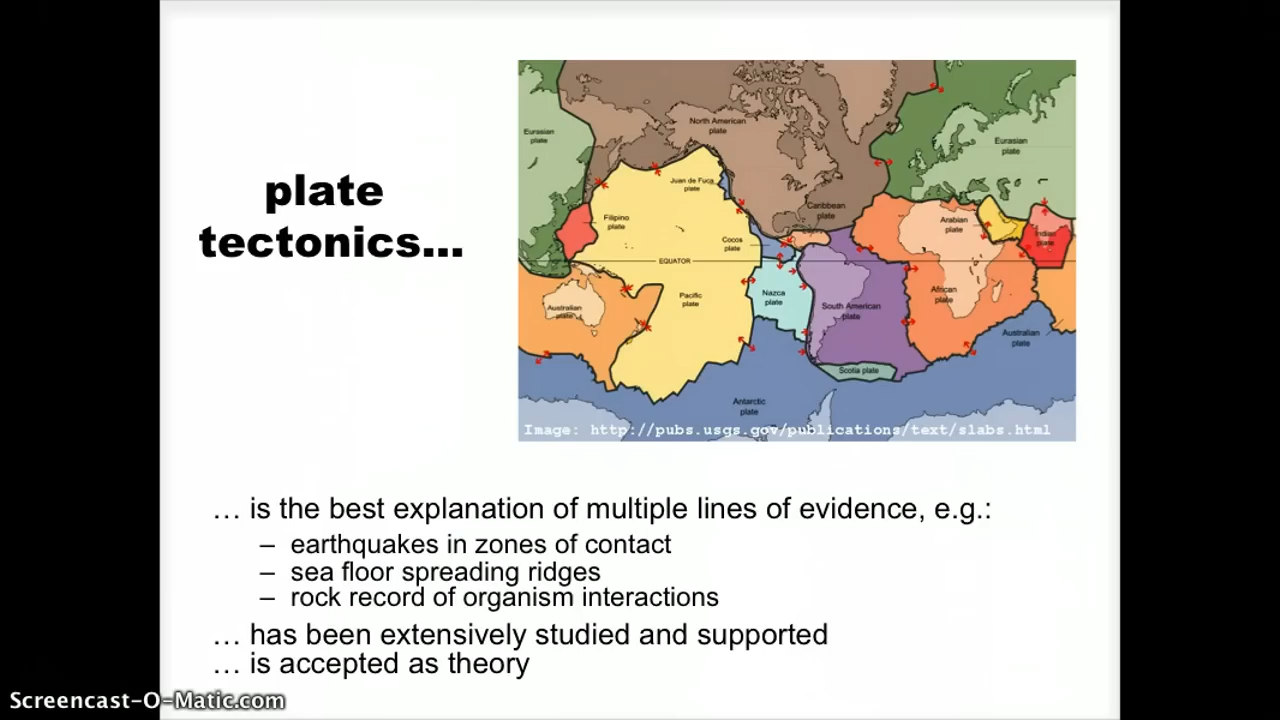 plate
tectonics...
North American
plate
Eurasian
plate
Eurasian
plate
Juan de Fuca
plate
Caribbean
plate
Filipino
plate
Arabian
plate
Indian
plate
Cocos
plate
EQUATOR
Australian
plate
Pacific
plate
Nazca
plate
South American
plate
African
plate
Australian
plate
Scotia plate
Antarctic
plate
Image: http://pubs.usgs.gov/publications/text/slabs.html
… is the best explanation of multiple lines of evidence, e.g.:
– earthquakes in zones of contact
– sea floor spreading ridges
– rock record of organism interactions
… has been extensively studied and supported
… is accepted as theory
Screencast-O-Matic.com